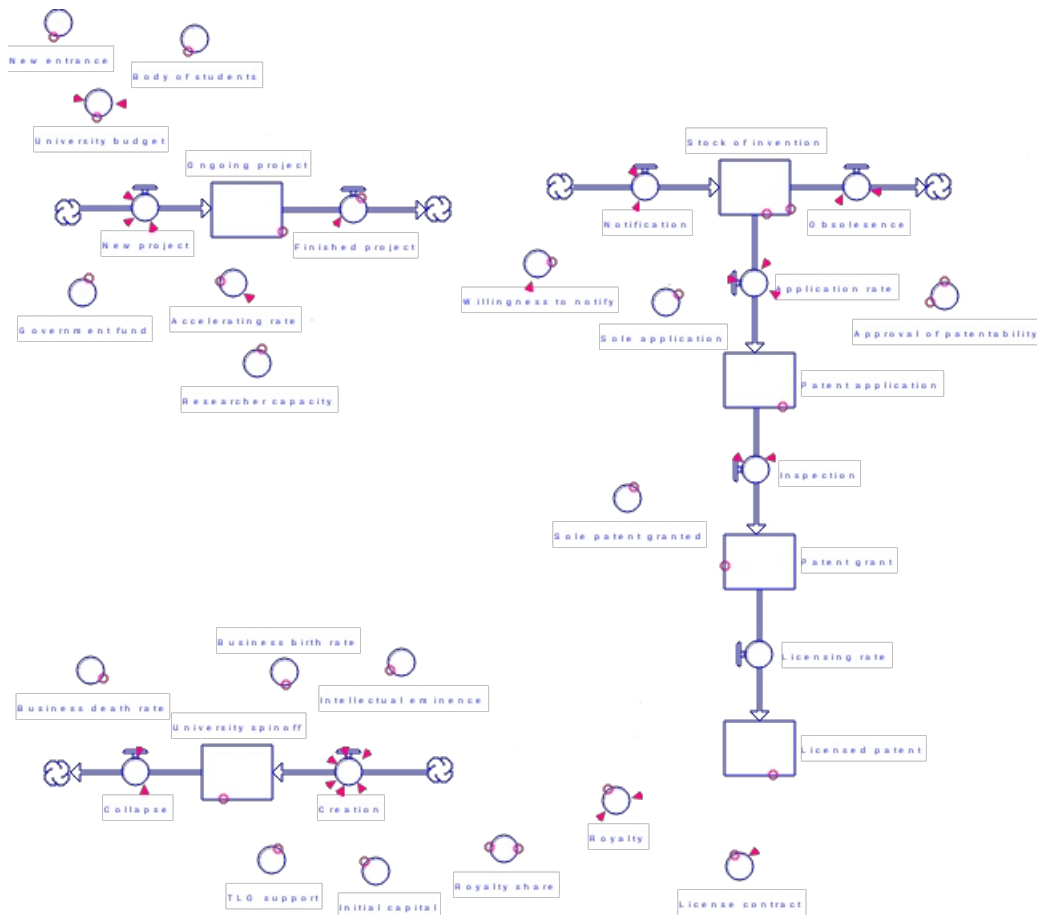 New entrance
Body of students
University budget
Ongoing project
New project
Finished project
Government fund
Accelerating rate
Researcher capacity
Stock of invention
Notification
Obsolesence
Willingness to notify
Application rate
Sole application
Approval of patentability
Patent application
Inspection
Sole patent granted
Patent grant
Licensing rate
Licensed patent
Business birth rate
Intellectual eminence
Business death rate
University spinoff
Collapse
Creation
Royalty
TLO support
Initial capital
Royalty share
License contract